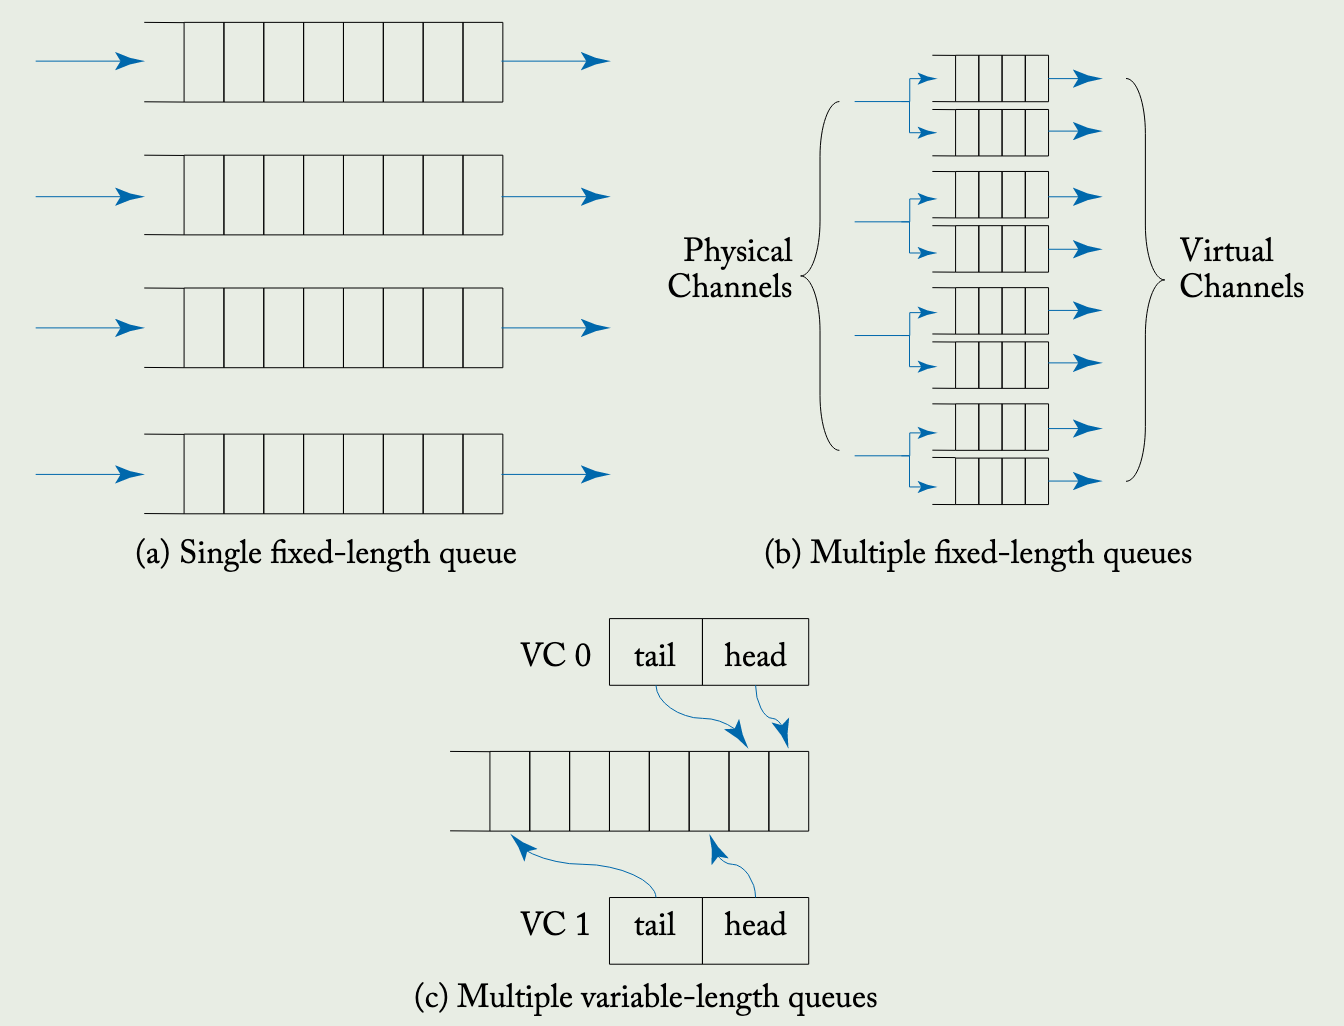 Physical
Channels
Virtual
Channels
(a) Single fixed-length queue
(b) Multiple fixed-length queues
VC 0
tail
head
VC 1
tail
head
(c) Multiple variable-length queues